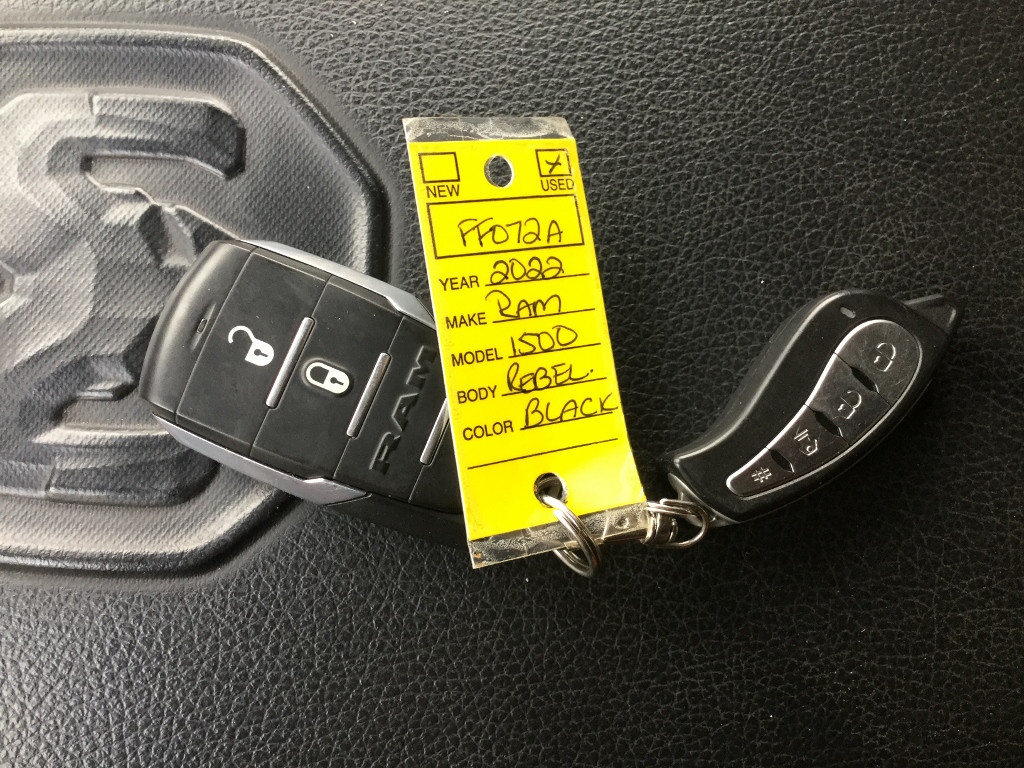 NEW USED
FF072A
YEAR 2022
MAKE RAM
MODEL 1500
BODY REBEL.
COLOR BLACK
RAM
#